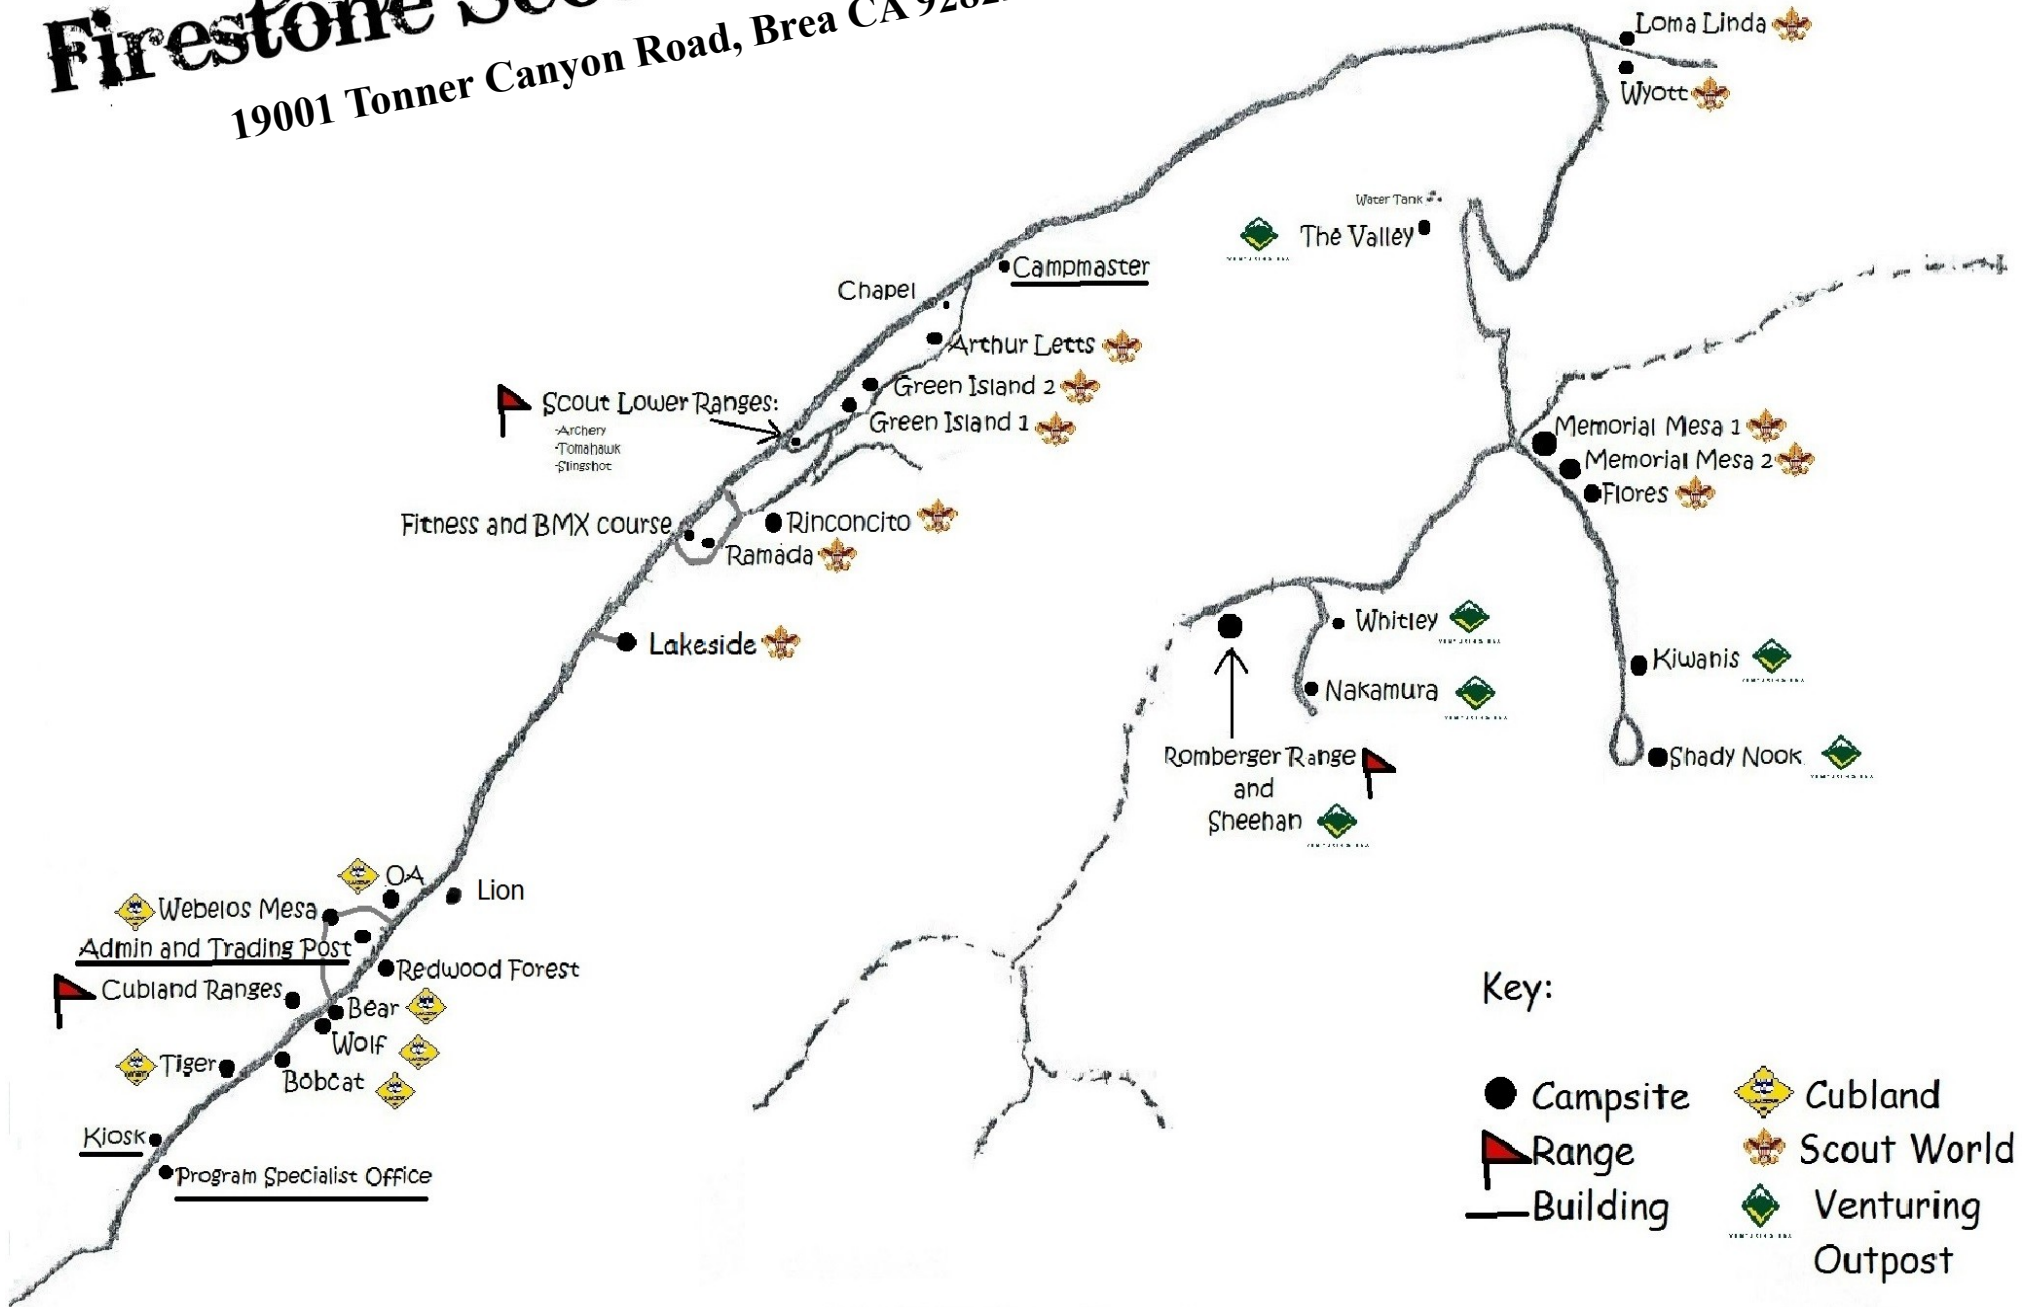 Firestone
19001 Tonner Canyon Road, Brea CA
Loma Linda
Wyott
Water Tank
The Valley
Campmaster
Chapel
Arthur Letts
Green Island 2
Green Island 1
Scout Lower Ranges:
-Archery
-Tomahawk
-Slingshot
Memorial Mesa 1
Memorial Mesa 2
Flores
Fitness and BMX course
Rinconcito
Ramada
Lakeside
Whitley
Nakamura
Kiwanis
Shady Nook
Romberger Range
and
Sheehan
OA
Lion
Webelos Mesa
Admin and Trading Post
Redwood Forest
Cubland Ranges
Bear
Wolf
Tiger
Bobcat
Kiosk
Program Specialist Office
Key:
Campsite
Range
Building
Cubland
Scout World
Venturing
Outpost